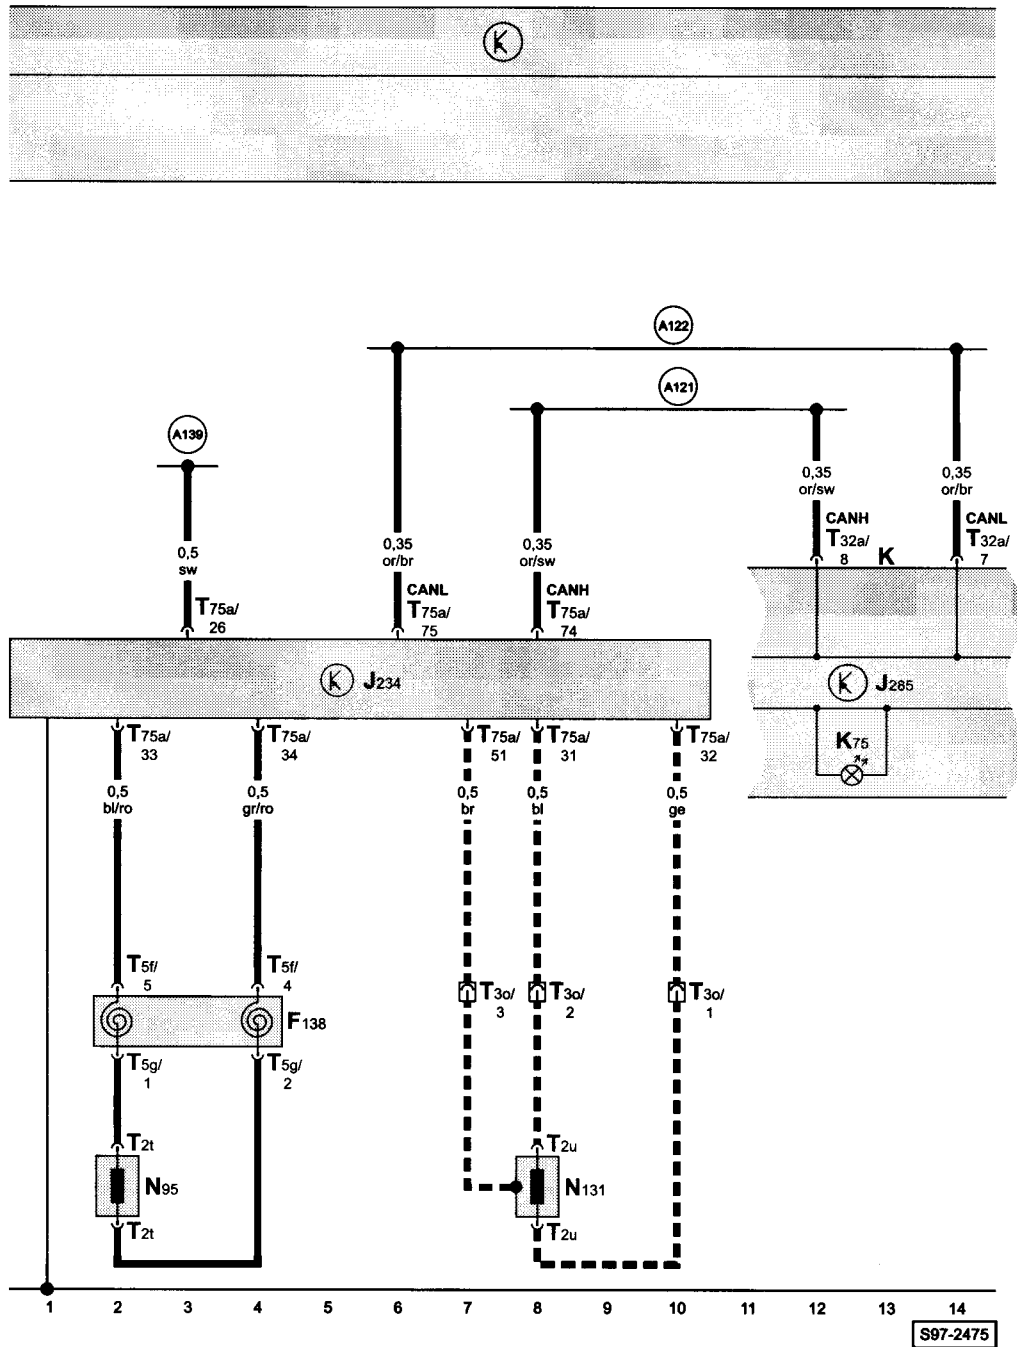 A122
A121
A139
0,35
or/sw
0,35
or/br
0,5
sw
0,35
or/br
0,35
or/sw
CANH
T32a/
8
K
CANL
T32a/
7
T75a/
26
CANL
T75a/
75
CANH
T75a/
74
J234
J285
T75a/
33
T75a/
34
T75a/
51
T75a/
31
T75a/
32
K75
0,5
bl/ro
0,5
gr/ro
0,5
br
0,5
bl
0,5
ge
T5f/
5
T5f/
4
T3o/
3
T3o/
2
T3o/
1
F138
T5g/
1
T5g/
2
T2t
T2u
N95
N131
T2t
T2u
1 2 3 4 5 6 7 8 9 10 11 12 13 14
S97-2475